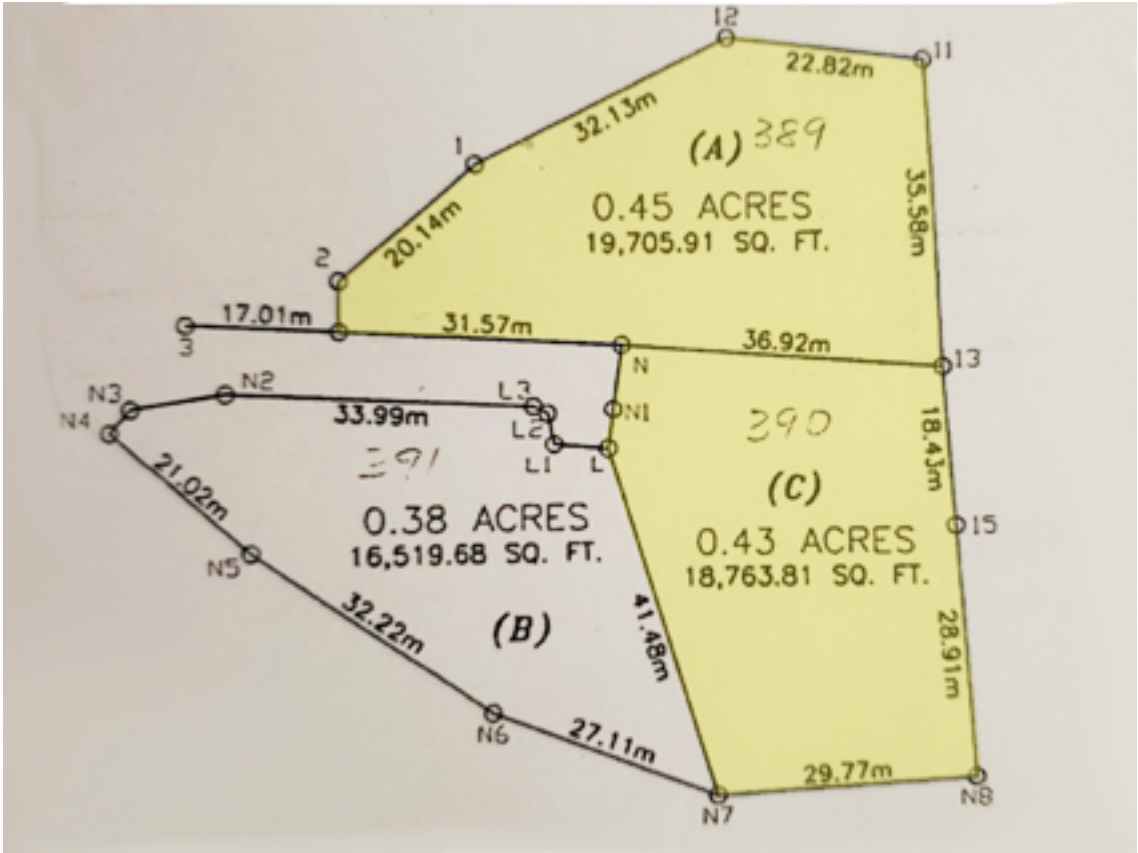 12
11
22.82m
32.13m
1
(A) 389
35.58m
0.45 ACRES
19,705.91 SQ. FT.
20.14m
2
17.01m
3
31.57m
36.92m
N
13
N2
N3
L3
N1
N4
33.99m
L2
390
18.43m
L1
L
391
21.02m
(C)
0.38 ACRES
16,519.68 SQ. FT.
15
0.43 ACRES
18,763.81 SQ. FT.
N5
32.22m
(B)
41.48m
28.91m
N6
27.11m
29.77m
N7
N8